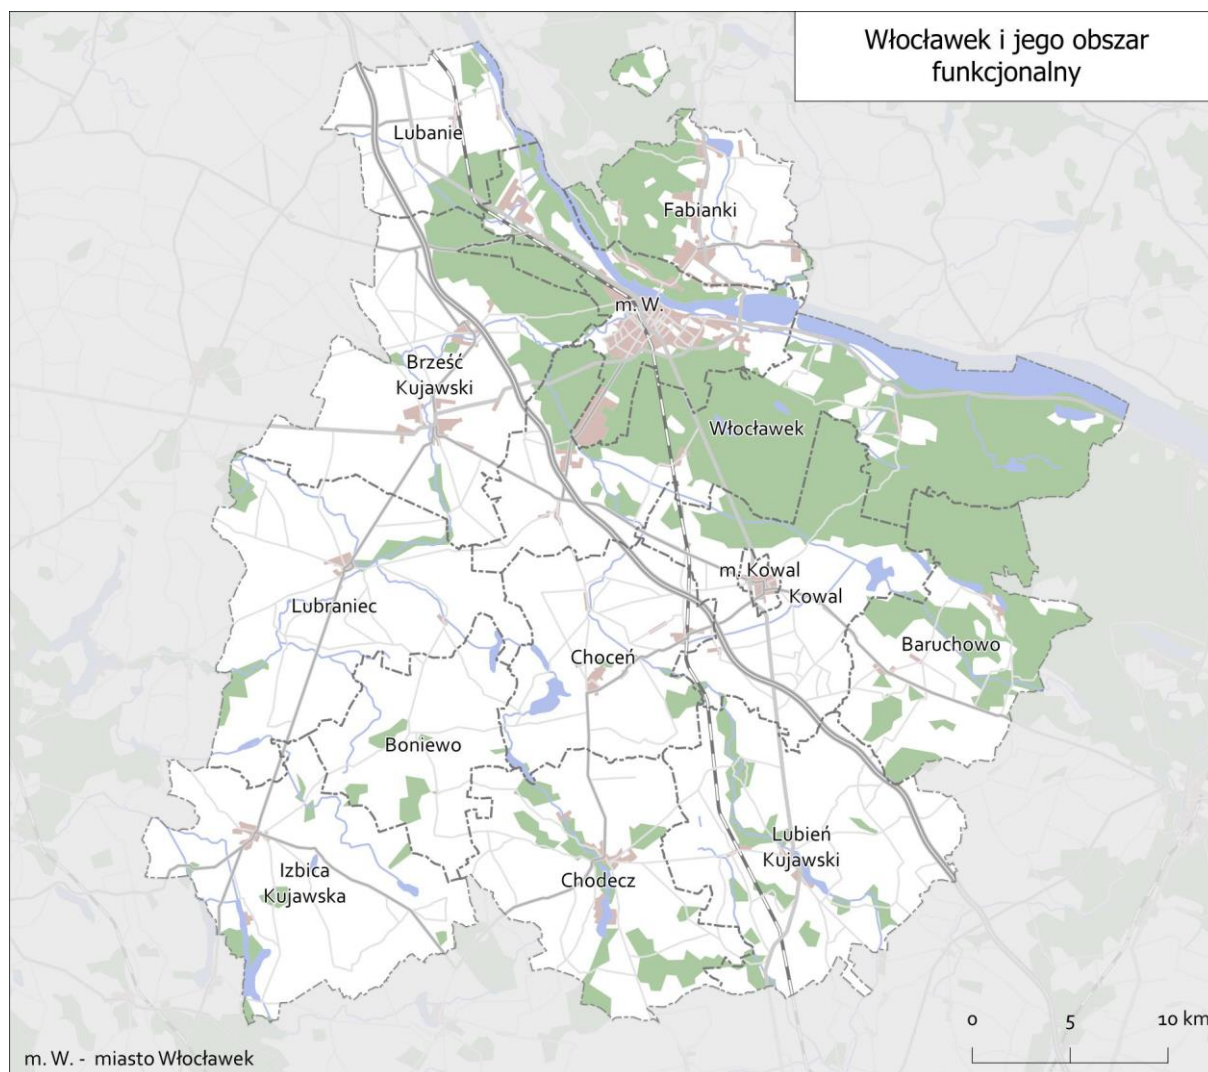 Włocławek i jego obszar
funkcjonalny
Lubanie
Fabianki
m. W.
Brześć
Kujawski
Włocławek
m. Kowal
Kowal
Lubraniec
Choceń
Baruchowo
Boniewo
Lubień
Kujawski
Izbica
Kujawska
Chodecz
0 5 10 km
m. W. - miasto Włocławek